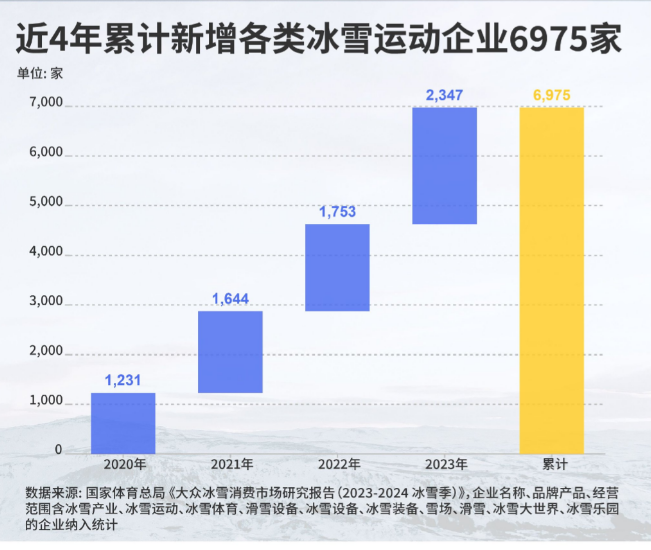 近4年累计新增各类冰雪运动企业6975家
单位: 家
7,000
6,000
5,000
4,000
3,000
2,000
1,000
0
1,231
1,644
1,753
2,347
6,975
2020年
2021年
2022年
2023年
累计
数据来源: 国家体育总局《大众冰雪消费市场研究报告（2023-2024 冰雪季）》，企业名称、品牌产品、经营
范围含冰雪产业、冰雪运动、冰雪体育、滑雪设备、冰雪设备、冰雪装备、雪场、滑雪、冰雪大世界、冰雪乐园
的企业纳入统计